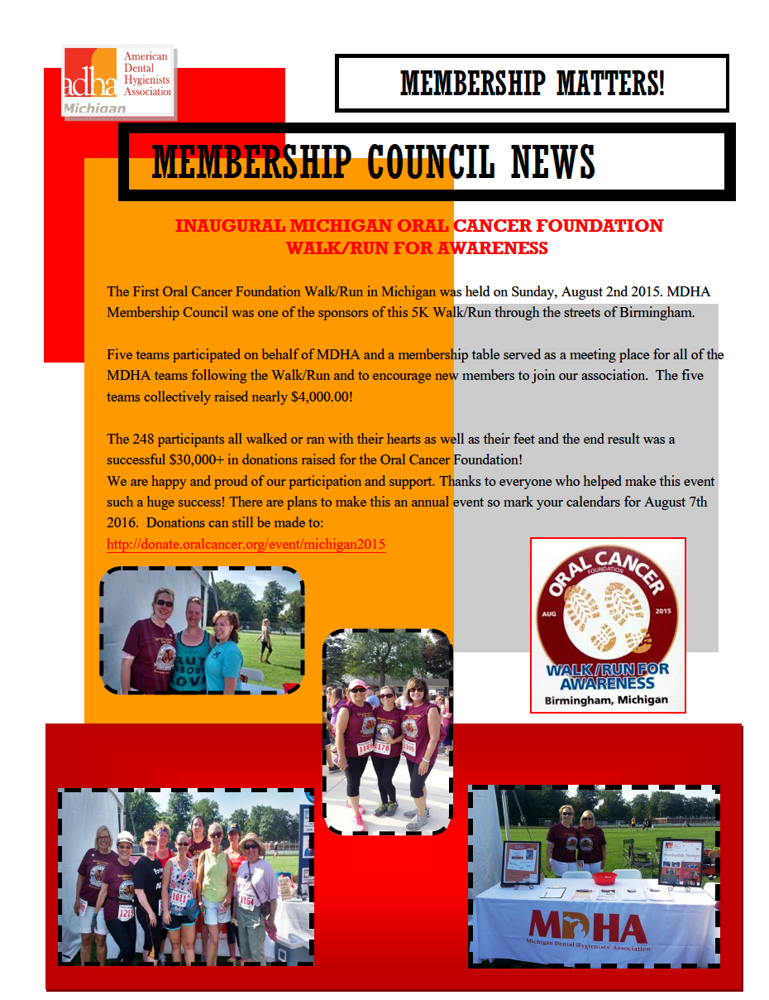 American
Dental
Hygienists
Association
adha
Michigan
MEMBERSHIP MATTERS!
MEMBERSHIP COUNCIL NEWS
INAUGURAL MICHIGAN ORAL CANCER FOUNDATION
WALK/RUN FOR AWARENESS
The First Oral Cancer Foundation Walk/Run in Michigan was held on Sunday, August 2nd 2015. MDHA
Membership Council was one of the sponsors of this 5K Walk/Run through the streets of Birmingham.
Five teams participated on behalf of MDHA and a membership table served as a meeting place for all of the
MDHA teams following the Walk/Run and to encourage new members to join our association.  The five
teams collectively raised nearly $4,000.00!
The 248 participants all walked or ran with their hearts as well as their feet and the end result was a
successful $30,000+ in donations raised for the Oral Cancer Foundation!
We are happy and proud of our participation and support. Thanks to everyone who helped make this event
such a huge success! There are plans to make this an annual event so mark your calendars for August 7th
2016.  Donations can still be made to:
http://donate.oralcancer.org/event/michigan2015
ORAL CANCER
FOUNDATION
AUG 2015
WALK/RUN FOR
AWARENESS
Birmingham, Michigan
1178
1106
1011
1215
1164
MDHA
Michigan Dental Hygienists' Association